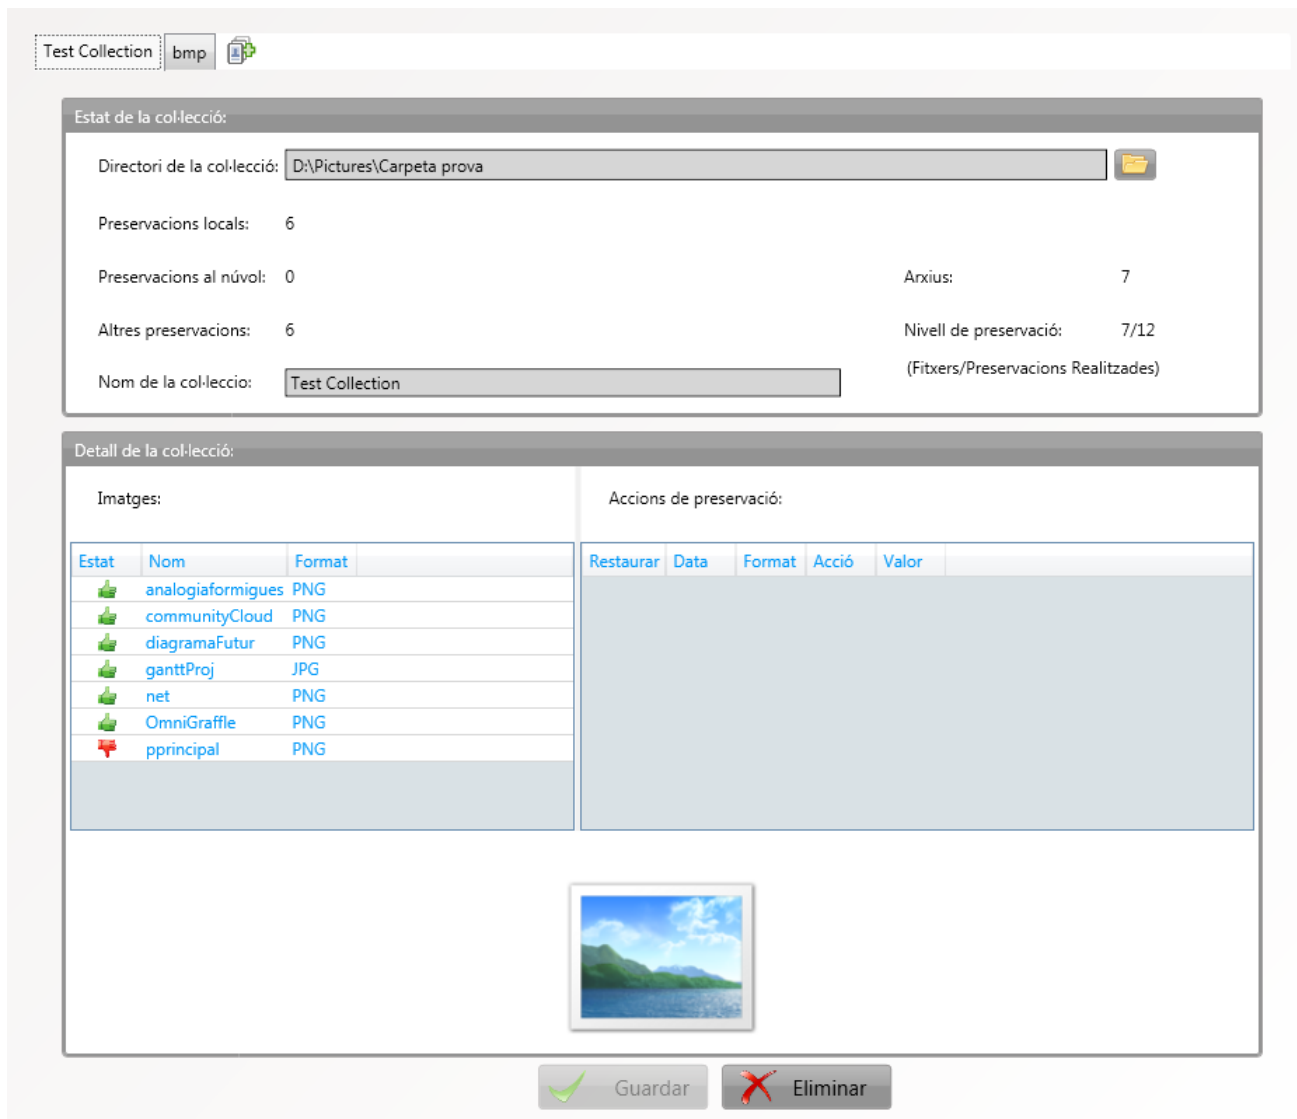 Test Collection bmp
Estat de la col·lecció:
Directori de la col·lecció: D:\Pictures\Carpeta prova
Preservacions locals: 6
Preservacions al núvol: 0 Arxius: 7
Altres preservacions: 6 Nivell de preservació: 7/12
(Fitxers/Preservacions Realitzades)
Nom de la col·leccio: Test Collection
Detall de la col·lecció:
Imatges: Accions de preservació:
Estat Nom Format Restaurar Data Format Acció Valor
analogiaformigues PNG
communityCloud PNG
diagramaFutur PNG
ganttProj JPG
net PNG
OmniGraffle PNG
pprincipal PNG
Guardar Eliminar